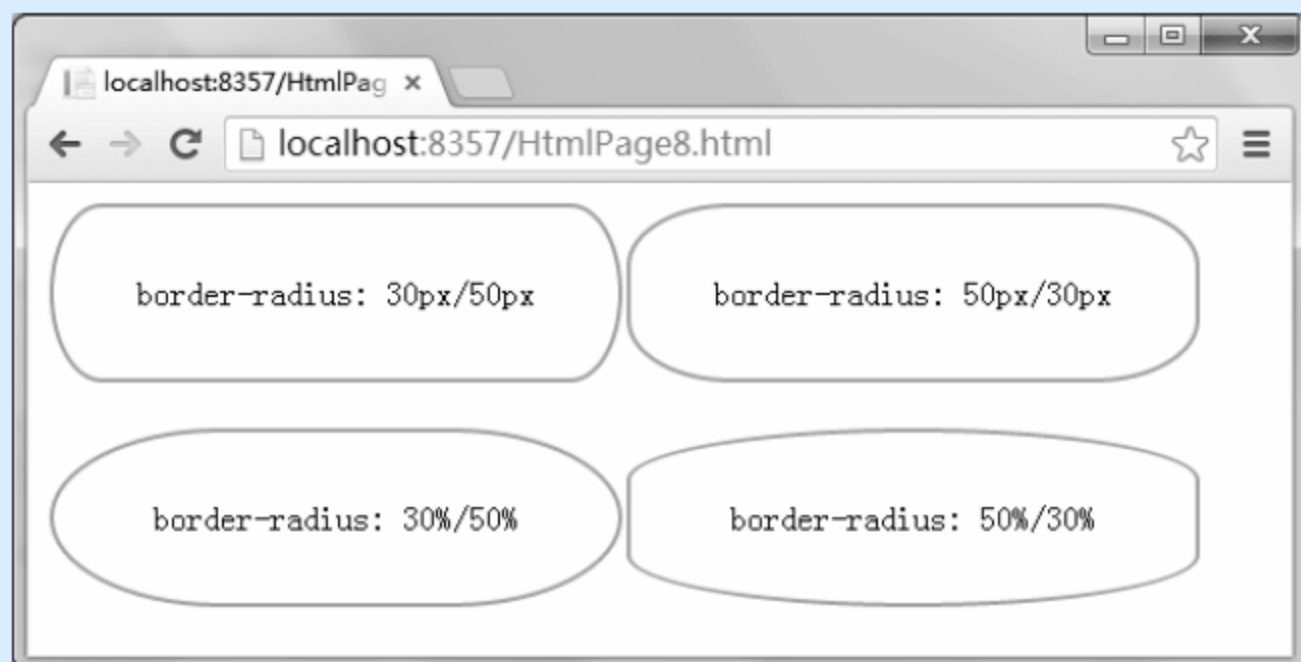 localhost:8357/HtmlPag
localhost:8357/HtmlPage8.html
border-radius: 30px/50px
border-radius: 50px/30px
border-radius: 30%/50%
border-radius: 50%/30%